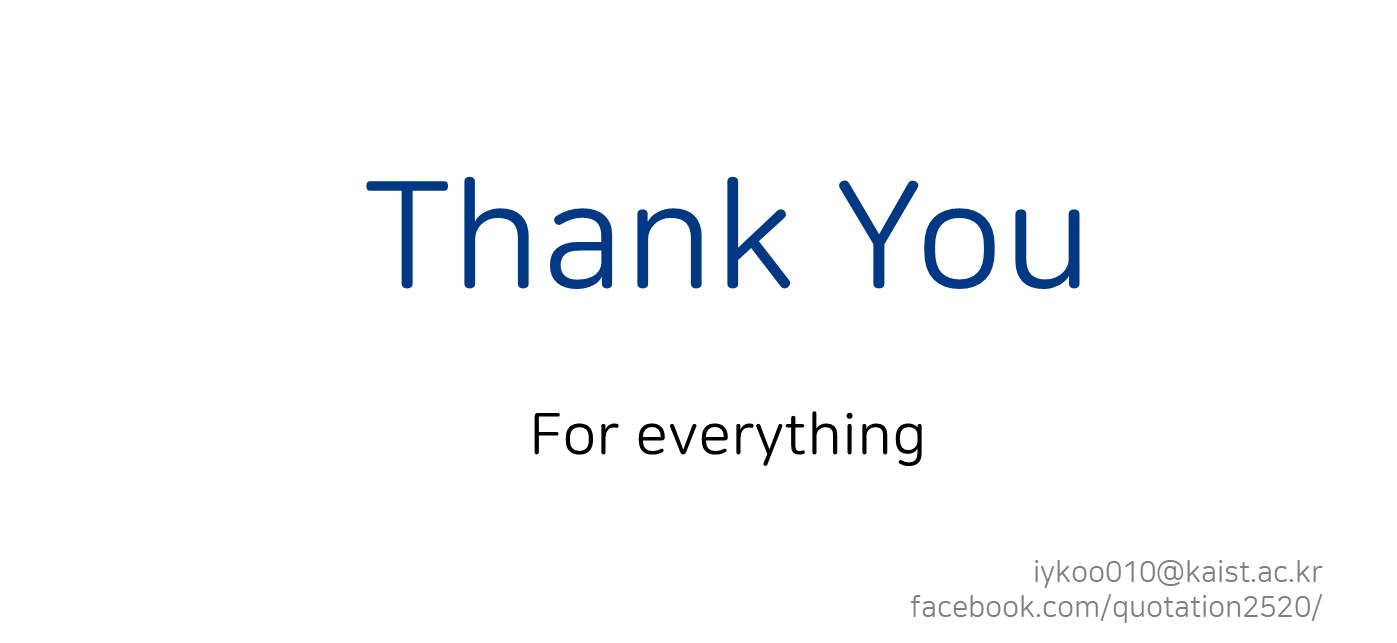 Thank You
For everything
iykoo010@kaist.ac.kr
facebook.com/quotation2520/